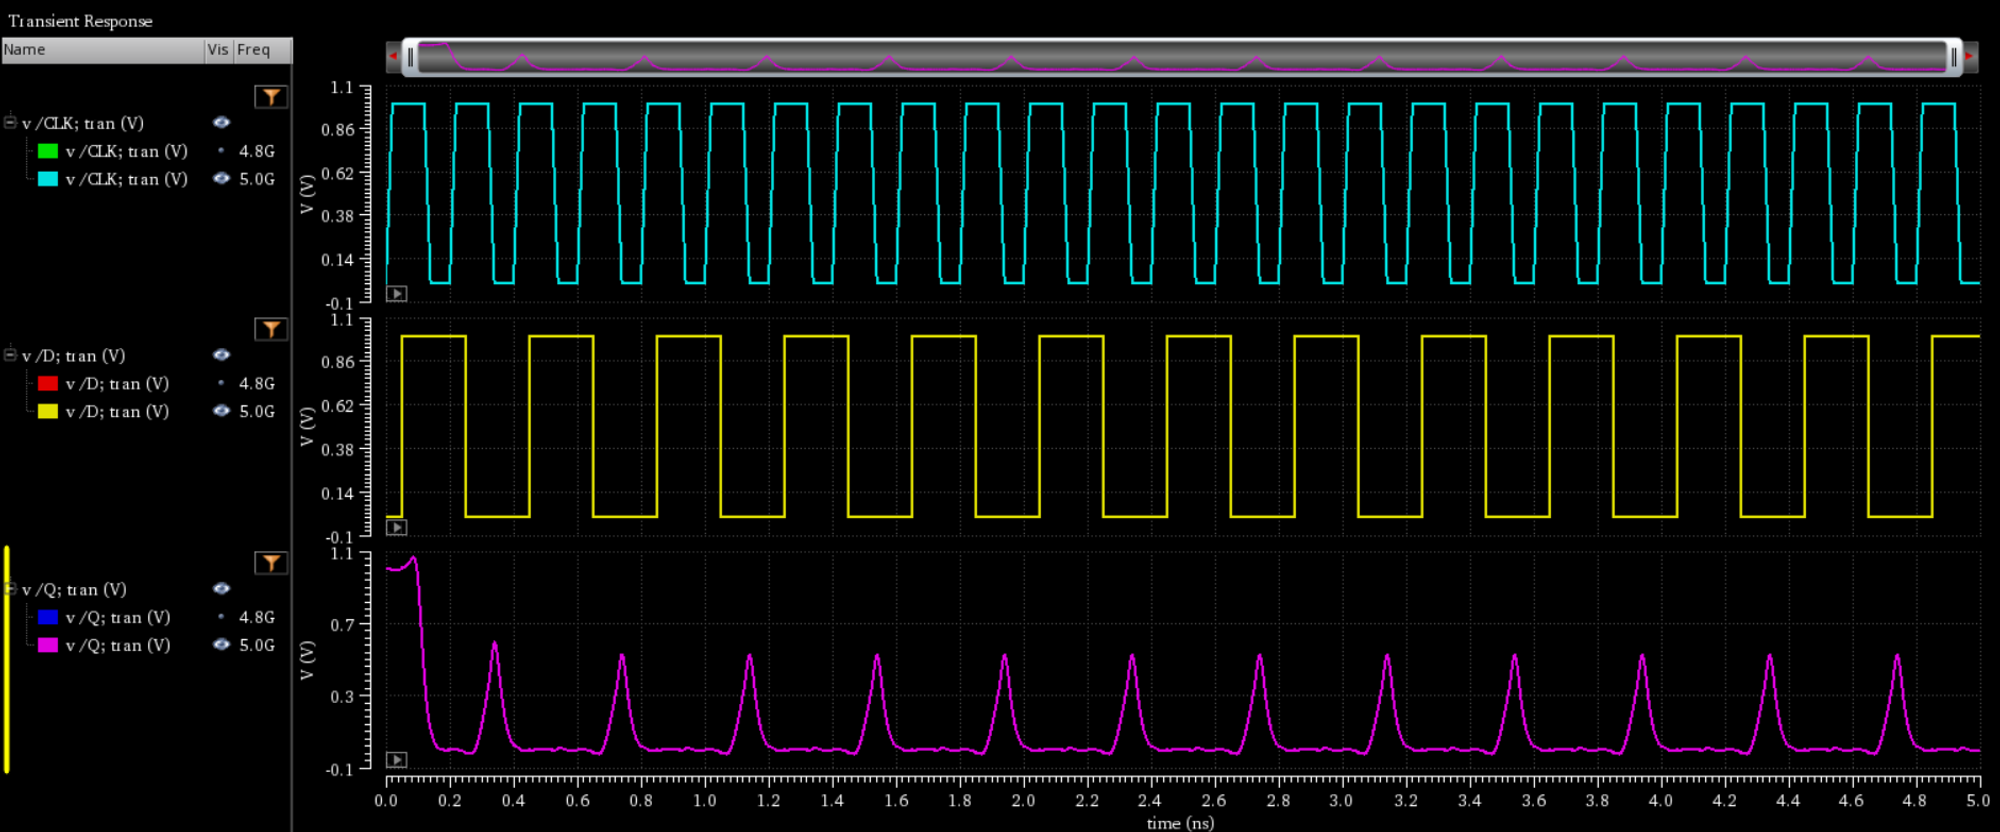 Transient Response
Name Vis Freq
v /CLK; tran (V)
v /CLK; tran (V) 4.8G
v /CLK; tran (V) 5.0G
v /D; tran (V)
v /D; tran (V) 4.8G
v /D; tran (V) 5.0G
v /Q; tran (V)
v /Q; tran (V) 4.8G
v /Q; tran (V) 5.0G
1.1
0.86
0.62
0.38
0.14
-0.1
V (V)
1.1
0.86
0.62
0.38
0.14
-0.1
V (V)
1.1
0.7
0.3
-0.1
V (V)
0.0 0.2 0.4 0.6 0.8 1.0 1.2 1.4 1.6 1.8 2.0 2.2 2.4 2.6 2.8 3.0 3.2 3.4 3.6 3.8 4.0 4.2 4.4 4.6 4.8 5.0
time (ns)